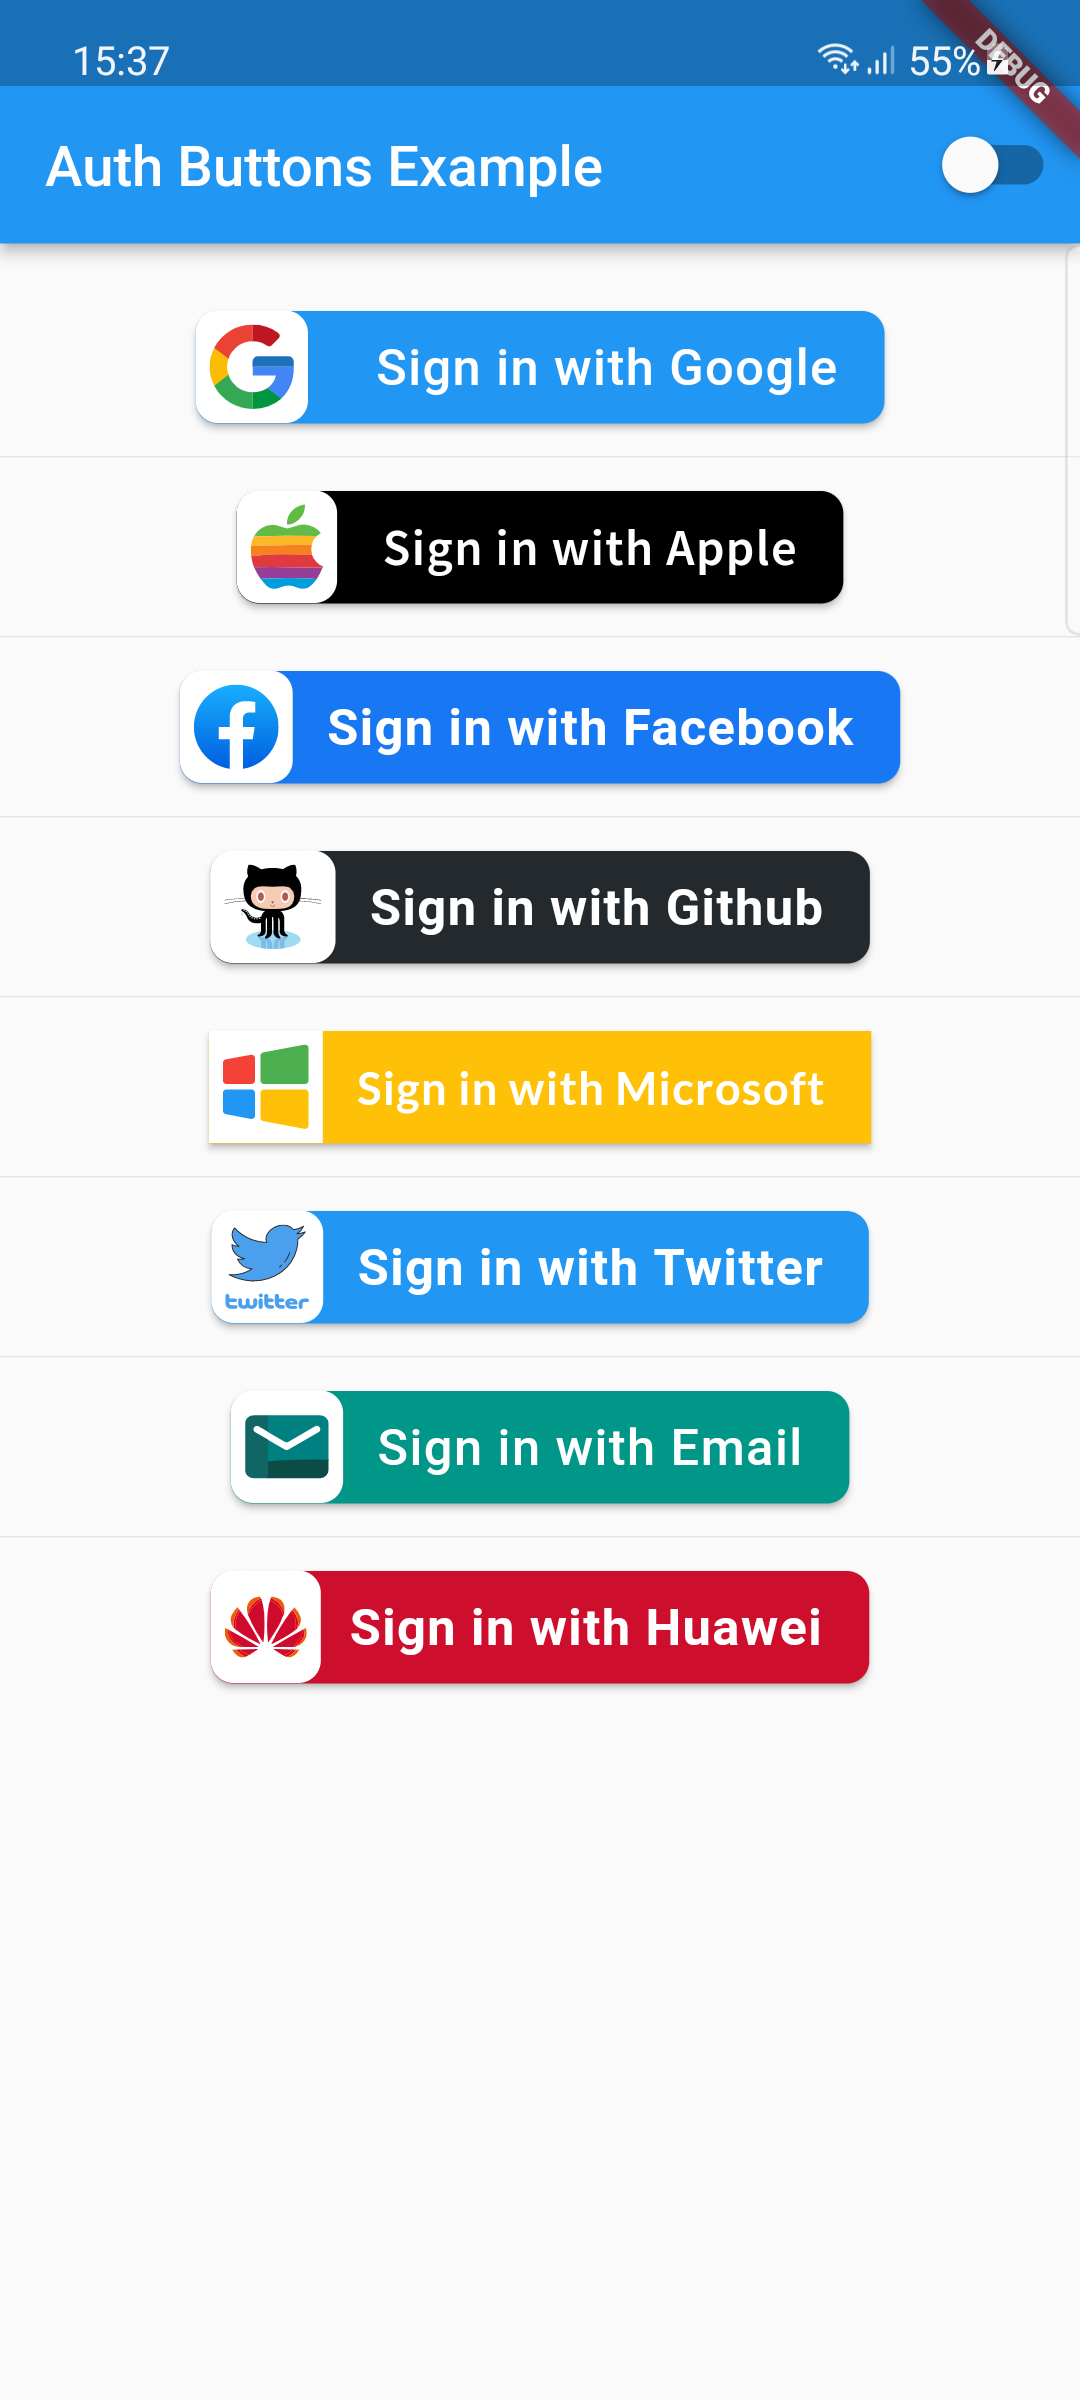 15:37
55%
DEBUG
Auth Buttons Example
Sign in with Google
Sign in with Apple
Sign in with Facebook
Sign in with Github
Sign in with Microsoft
Sign in with Twitter
twitter
Sign in with Email
Sign in with Huawei